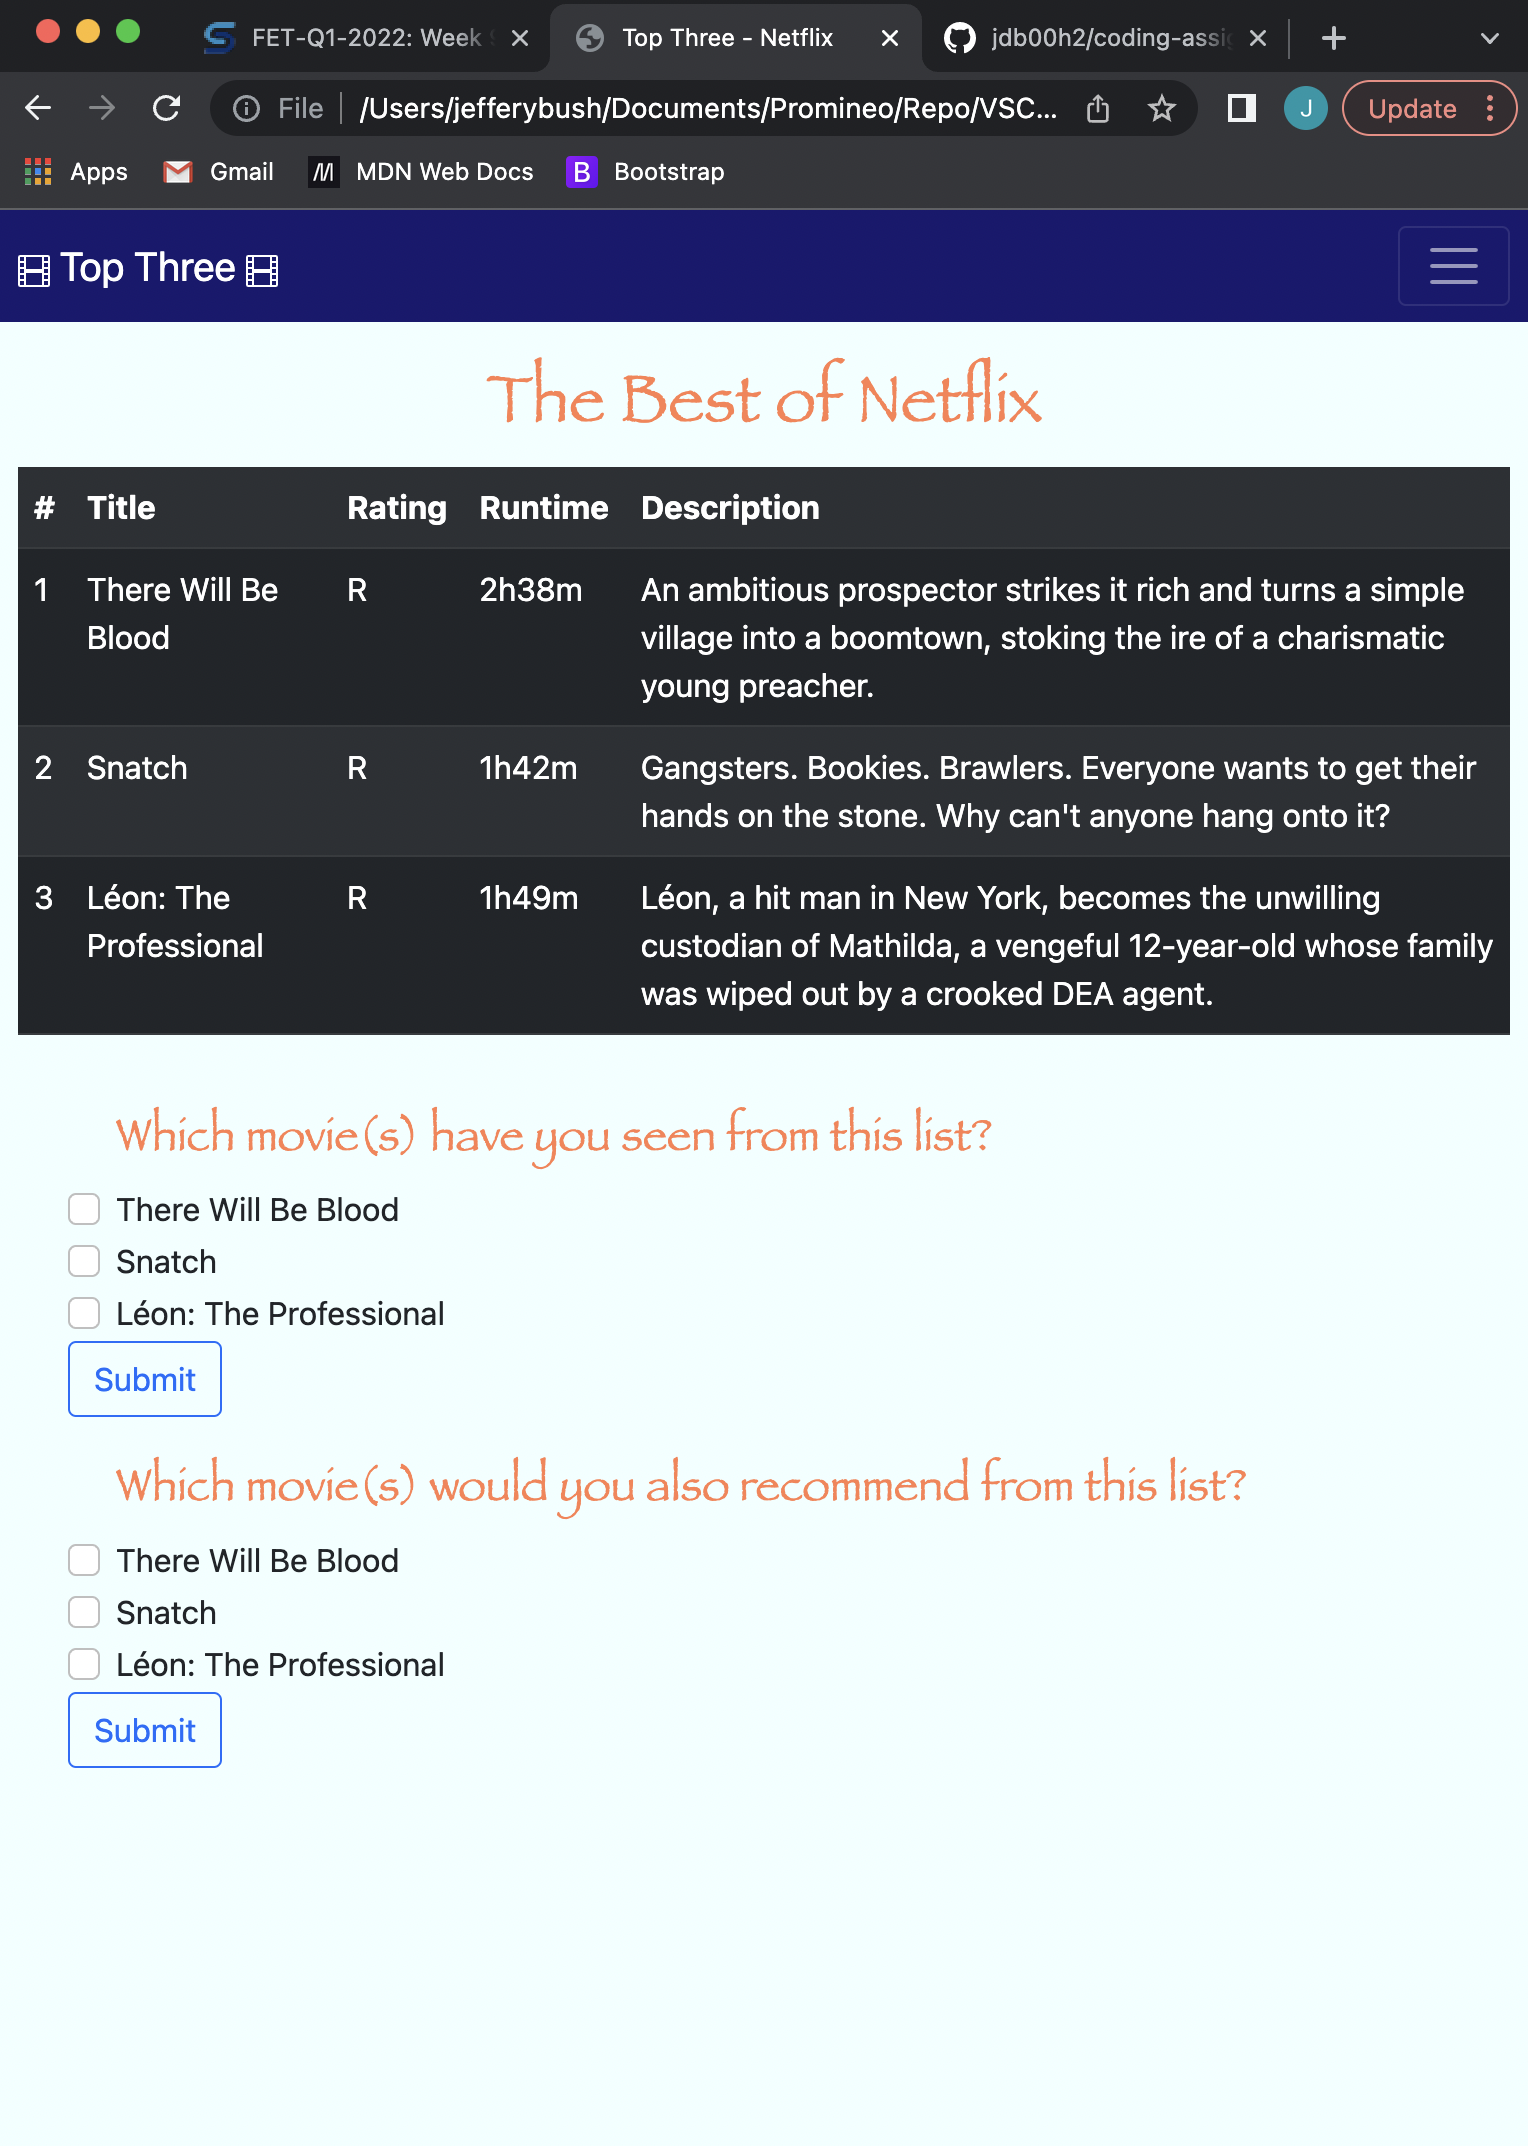 FET-Q1-2022: Week
Top Three - Netflix
jdb00h2/coding-assig
File
/Users/jefferybush/Documents/Promineo/Repo/VSC...
J
Update
Apps
Gmail
MDN Web Docs
B
Bootstrap
Top Three
The Best of Netflix
# Title Rating Runtime Description
1 There Will Be R 2h38m An ambitious prospector strikes it rich and turns a simple
Blood village into a boomtown, stoking the ire of a charismatic
young preacher.
2 Snatch R 1h42m Gangsters. Bookies. Brawlers. Everyone wants to get their
hands on the stone. Why can't anyone hang onto it?
3 Léon: The R 1h49m Léon, a hit man in New York, becomes the unwilling
Professional custodian of Mathilda, a vengeful 12-year-old whose family
was wiped out by a crooked DEA agent.
Which movie(s) have you seen from this list?
There Will Be Blood
Snatch
Léon: The Professional
Submit
Which movie(s) would you also recommend from this list?
There Will Be Blood
Snatch
Léon: The Professional
Submit